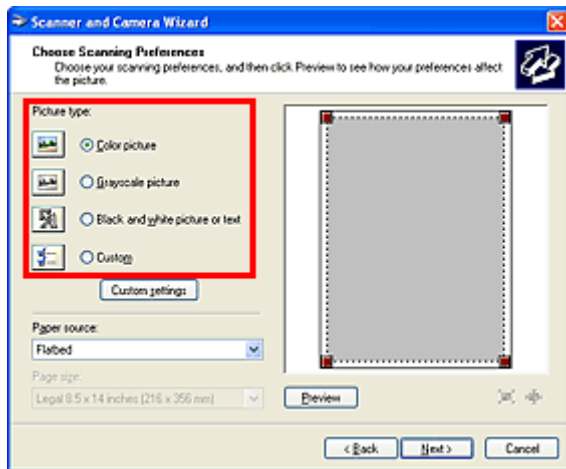 Scanner and Camera Wizard
Choose Scanning Preferences
Choose your scanning preferences, and then click Preview to see how your preferences affect
the picture.
Picture type:
Color picture
Grayscale picture
Black and white picture or text
Custom
Custom settings
Paper source:
Flatbed
Page size:
Legal 8.5 x 14 inches (216 x 356 mm)
Preview
< Back
Next >
Cancel